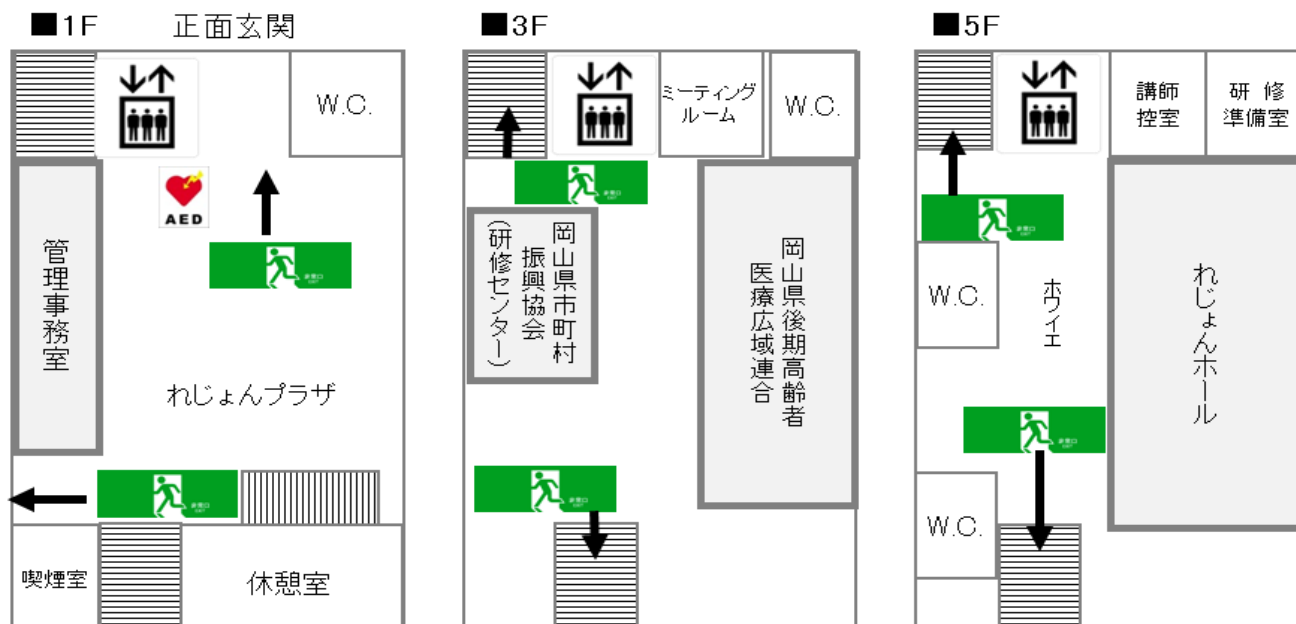 ■1F
正面玄関
W.C.
AED
管理事務室
れじょんプラザ
喫煙室
休憩室
■3F
ミーティング
ルーム
W.C.
岡山県市町村
振興協会
(研修センター)
岡山県後期高齢者
医療広域連合
■5F
講師
控室
研 修
準備室
W.C.
ホワイエ
れじょんホール
W.C.